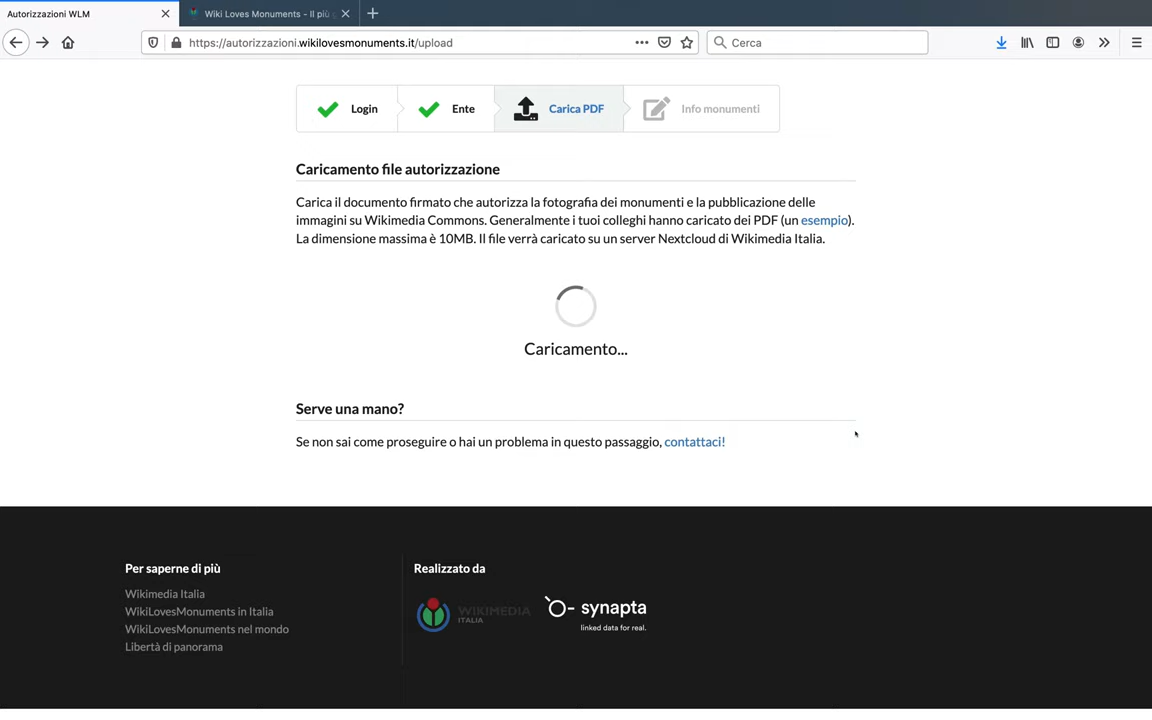 Autorizzazioni WLM
Wiki Loves Monuments - Il più g
https://autorizzazioni.wikilovesmonuments.it/upload
Cerca
Login
Ente
Carica PDF
Info monumenti
Caricamento file autorizzazione
Carica il documento firmato che autorizza la fotografia dei monumenti e la pubblicazione delle
immagini su Wikimedia Commons. Generalmente i tuoi colleghi hanno caricato dei PDF (un esempio).
La dimensione massima è 10MB. Il file verrà caricato su un server Nextcloud di Wikimedia Italia.
Caricamento...
Serve una mano?
Se non sai come proseguire o hai un problema in questo passaggio, contattaci!
Per saperne di più
Wikimedia Italia
WikiLovesMonuments in Italia
WikiLovesMonuments nel mondo
Libertà di panorama
Realizzato da
WIKIMEDIA
ITALIA
synapta
linked data for real.